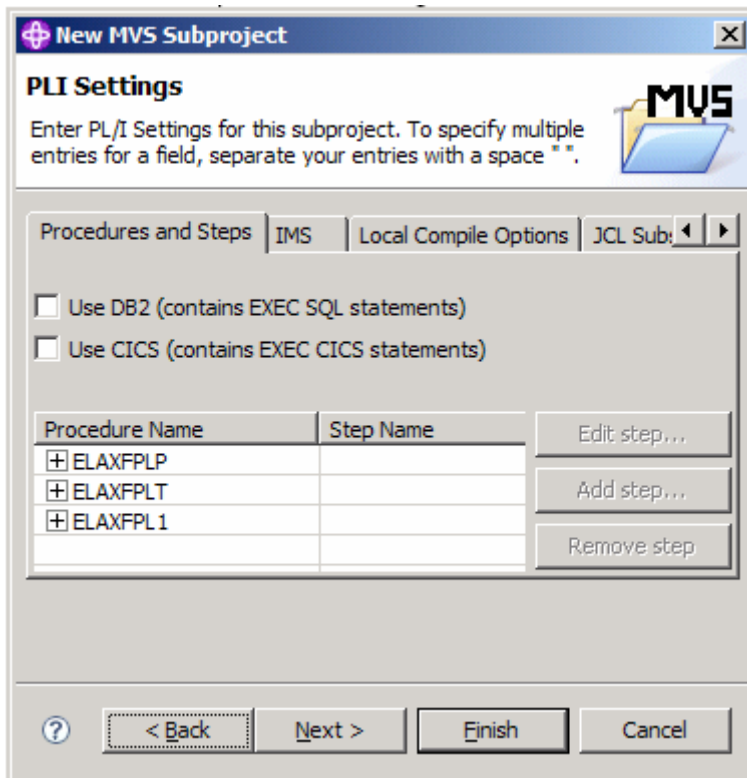 New MVS Subproject
PLI Settings
MVS
Enter PL/I Settings for this subproject. To specify multiple
entries for a field, separate your entries with a space " ".
Procedures and Steps IMS Local Compile Options JCL Subs
Use DB2 (contains EXEC SQL statements)
Use CICS (contains EXEC CICS statements)
Procedure Name Step Name
Edit step...
ELAXFPLP
ELAXFPLT
Add step...
ELAXFPL1
Remove step
? < Back Next > Finish Cancel